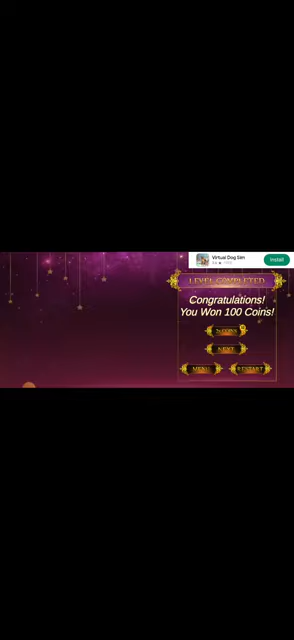 Virtual Dog Sim
Install
LEVEL COMPLETED
Congratulations!
You Won 100 Coins!
NEXT
MENU
RESTART